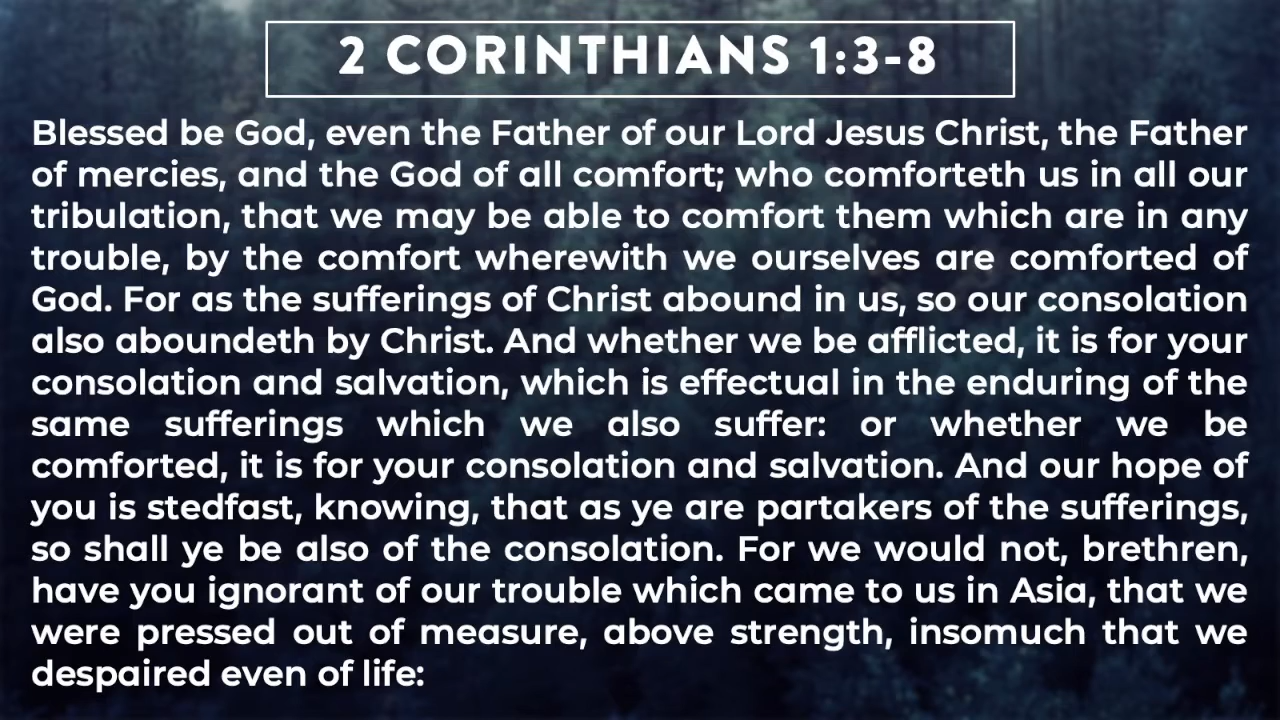 2 CORINTHIANS 1:3-8
Blessed be God, even the Father of our Lord Jesus Christ, the Father
of mercies, and the God of all comfort; who comforteth us in all our
tribulation, that we may be able to comfort them which are in any
trouble, by the comfort wherewith we ourselves are comforted of
God. For as the sufferings of Christ abound in us, so our consolation
also aboundeth by Christ. And whether we be afflicted, it is for your
consolation and salvation, which is effectual in the enduring of the
same sufferings which we also suffer: or whether we be
comforted, it is for your consolation and salvation. And our hope of
you is stedfast, knowing, that as ye are partakers of the sufferings,
so shall ye be also of the consolation. For we would not, brethren,
have you ignorant of our trouble which came to us in Asia, that we
were pressed out of measure, above strength, insomuch that we
despaired even of life: